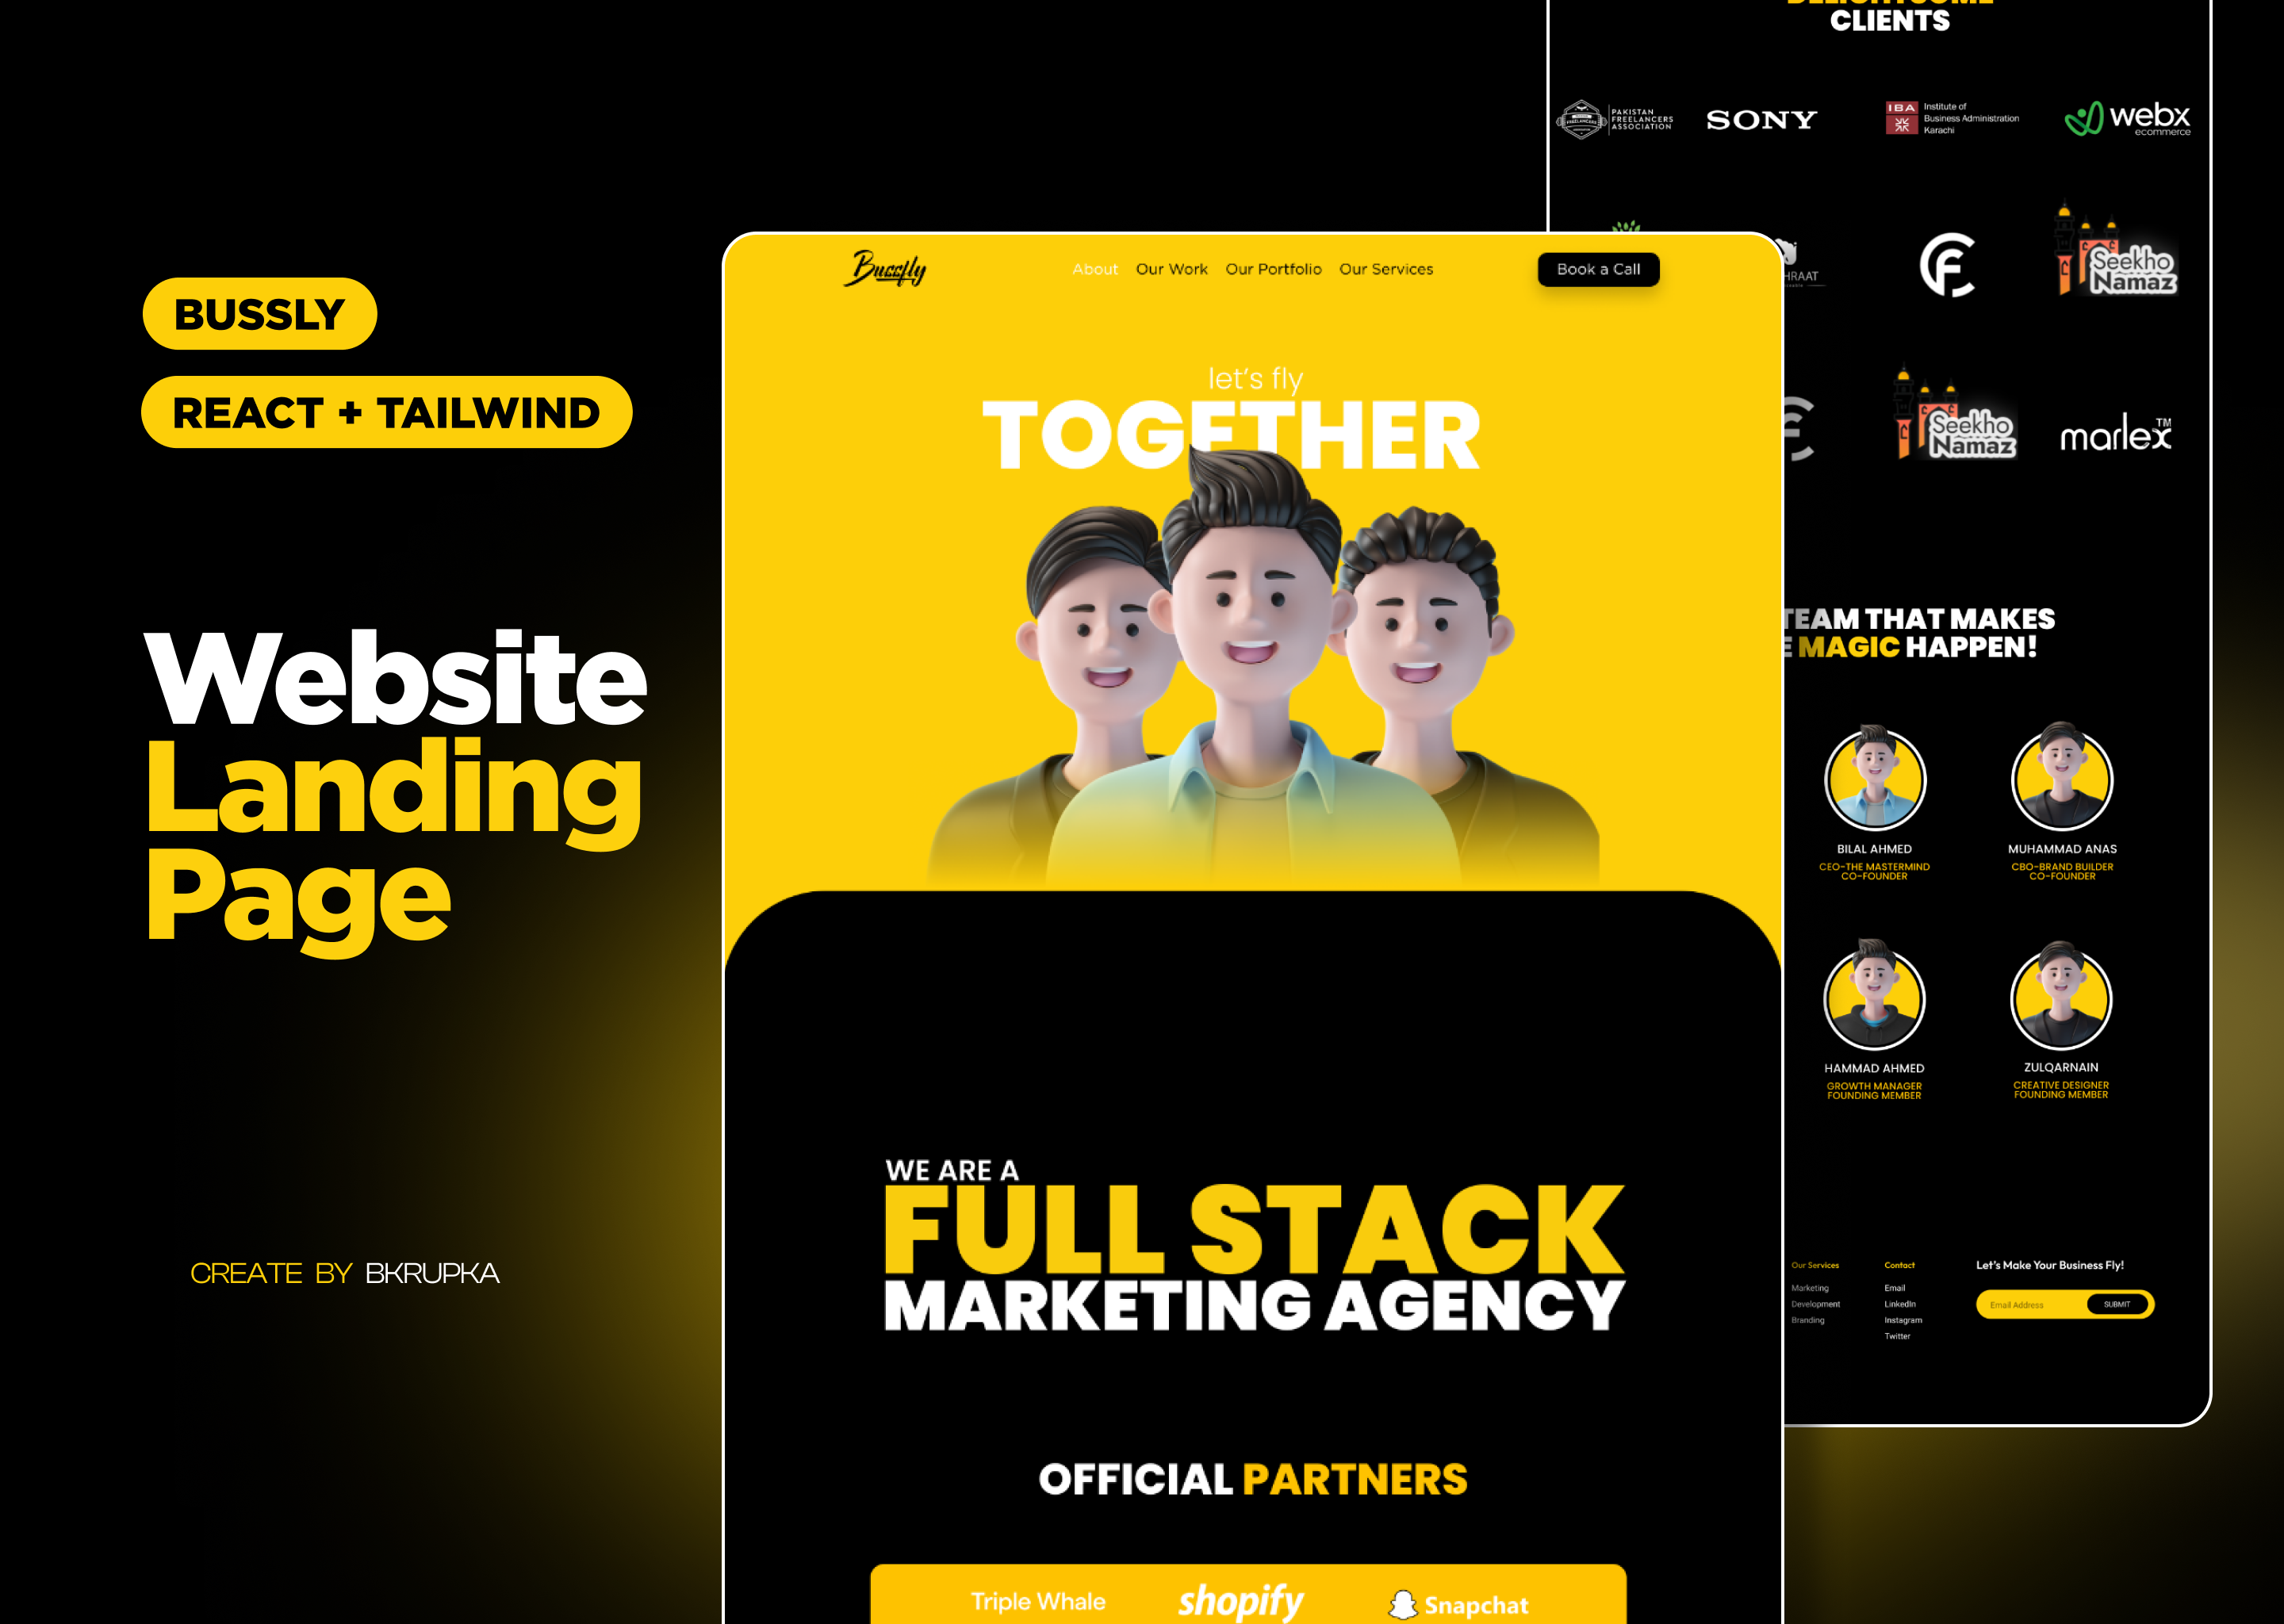 BUSSLY
REACT + TAILWIND
Website
Landing
Page
CREATE BY BKRUPKA
Bussfly
About Our Work Our Portfolio Our Services
Book a Call
let's fly
TOGETHER
WE ARE A
FULL STACK
MARKETING AGENCY
OFFICIAL PARTNERS
Triple Whale
shopify
Snapchat
CLIENTS
PAKISTAN
FREELANCERS
ASSOCIATION
SONY
IBA
Institute of
Business Administration
Karachi
webx
ecommerce
HRAAT
Seekho
Namaz
Seekho
Namaz
marlex™
TEAM THAT MAKES
E MAGIC HAPPEN!
BILAL AHMED
CEO-THE MASTERMIND
CO-FOUNDER
MUHAMMAD ANAS
CBO-BRAND BUILDER
CO-FOUNDER
HAMMAD AHMED
GROWTH MANAGER
FOUNDING MEMBER
ZULQARNAIN
CREATIVE DESIGNER
FOUNDING MEMBER
Our Services
Marketing
Development
Branding
Contact
Email
LinkedIn
Instagram
Twitter
Let's Make Your Business Fly!
Email Address
SUBMIT